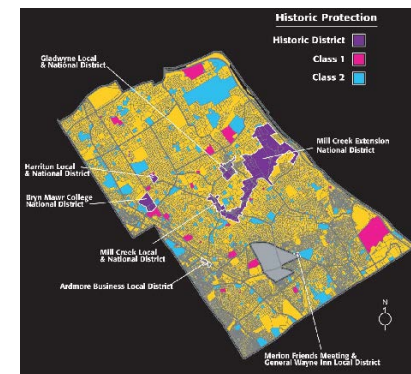 Historic Protection
Historic District
Class 1
Class 2
Gladwyne Local
& National District
Mill Creek Extension
National District
Harriton Local
& National District
Bryn Mawr College
National District
Mill Creek Local
& National District
Ardmore Business Local District
N
Merion Friends Meeting &
General Wayne Inn Local District